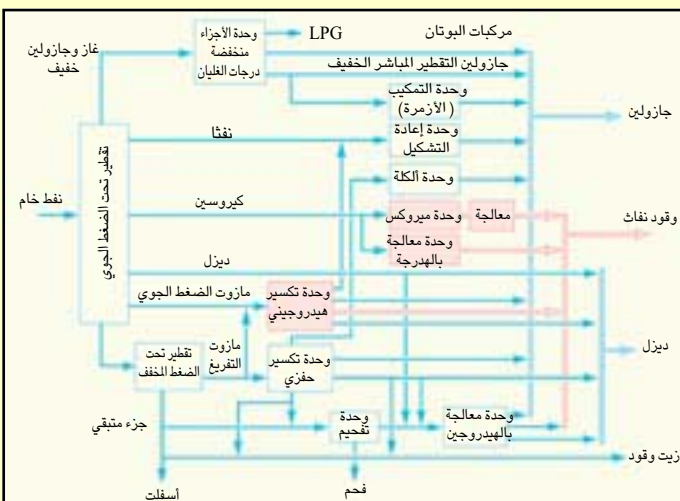 مركبات البوتان
LPG
وحدة الأجزاء
منخفضة
درجات الغليان
غاز وجازولين
خفيف
جازولين التقطير المباشر الخفيف
وحدة التمكيب
(الأزمرة)
جازولين
نفثا
وحدة إعادة
التشكيل
تقطير تحت الضغط الجوي
وحدة ألكلة
نفط خام
كيروسين
وحدة ميروكس
معالجة
وقود نفاث
وحدة معالجة
بالهدرجة
ديزل
مازوت الضغط الجوي
وحدة تكسير
هيدروجيني
ديزل
تقطير تحت
الضغط المخفف
مازوت
التفريغ
وحدة تكسير
حفزي
جزء متبقي
وحدة
تفحيم
وحدة معالجة
بالهيدروجين
زيت وقود
أسفلت
فحم